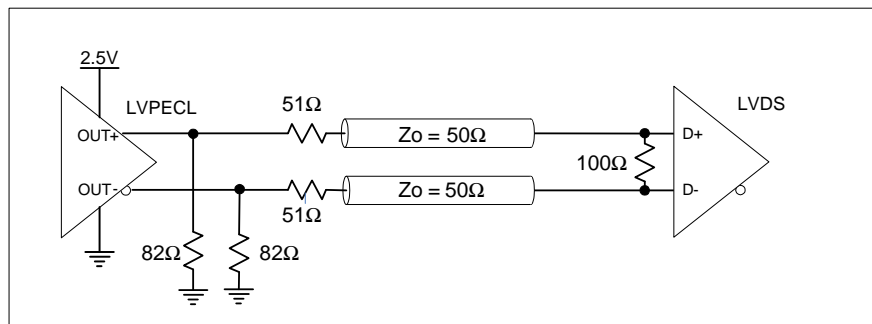 2.5V
LVPECL
51Ω
LVDS
OUT+
Zo = 50Ω
D+
100Ω
OUT-
Zo = 50Ω
D-
51Ω
82Ω
82Ω